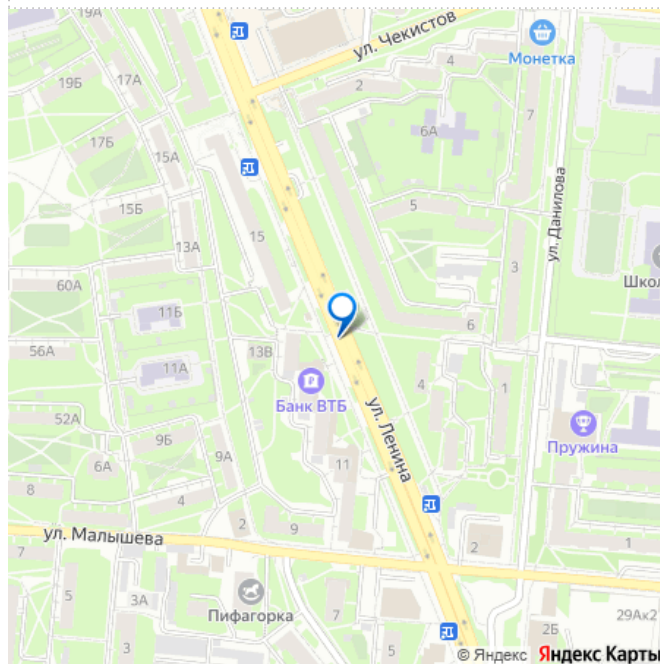 19А
ул. Чекистов
Монетка
19Б
17А
2
4
7
17Б
6А
15А
15Б
5
ул. Данилова
15
13А
3
Школ
60А
11Б
6
56А
13В
11А
4
1
Банк ВТБ
ул. Ленина
52А
9Б
Пружина
6А
9А
11
8
4
2
9
ул. Малышева
2
1
7
5
3А
Пифагорка
7
29Ак2
2Б
5
© Яндекс Яндекс Карты